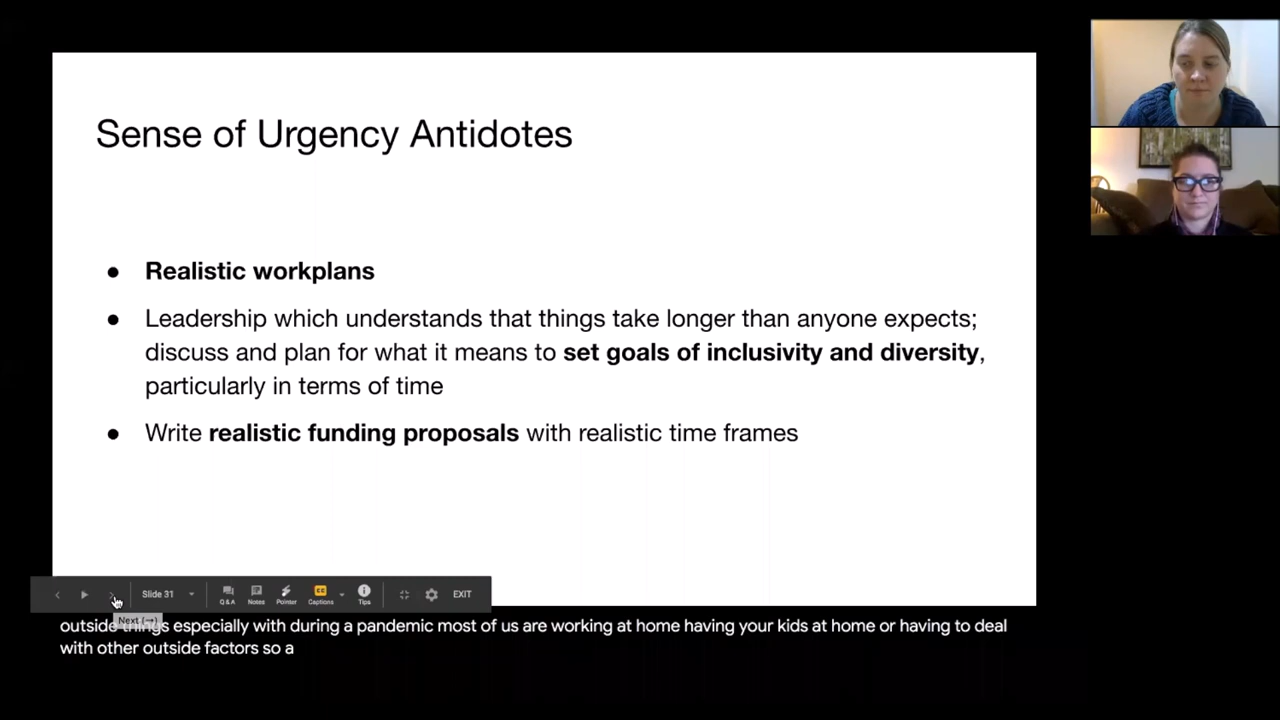 Sense of Urgency Antidotes
● Realistic workplans
● Leadership which understands that things take longer than anyone expects;
discuss and plan for what it means to set goals of inclusivity and diversity,
particularly in terms of time
● Write realistic funding proposals with realistic time frames
Slide 31
Q&A
Notes
Pointer
CC
Captions
Tips
EXIT
Next (→)
outside things especially with during a pandemic most of us are working at home having your kids at home or having to deal
with other outside factors so a